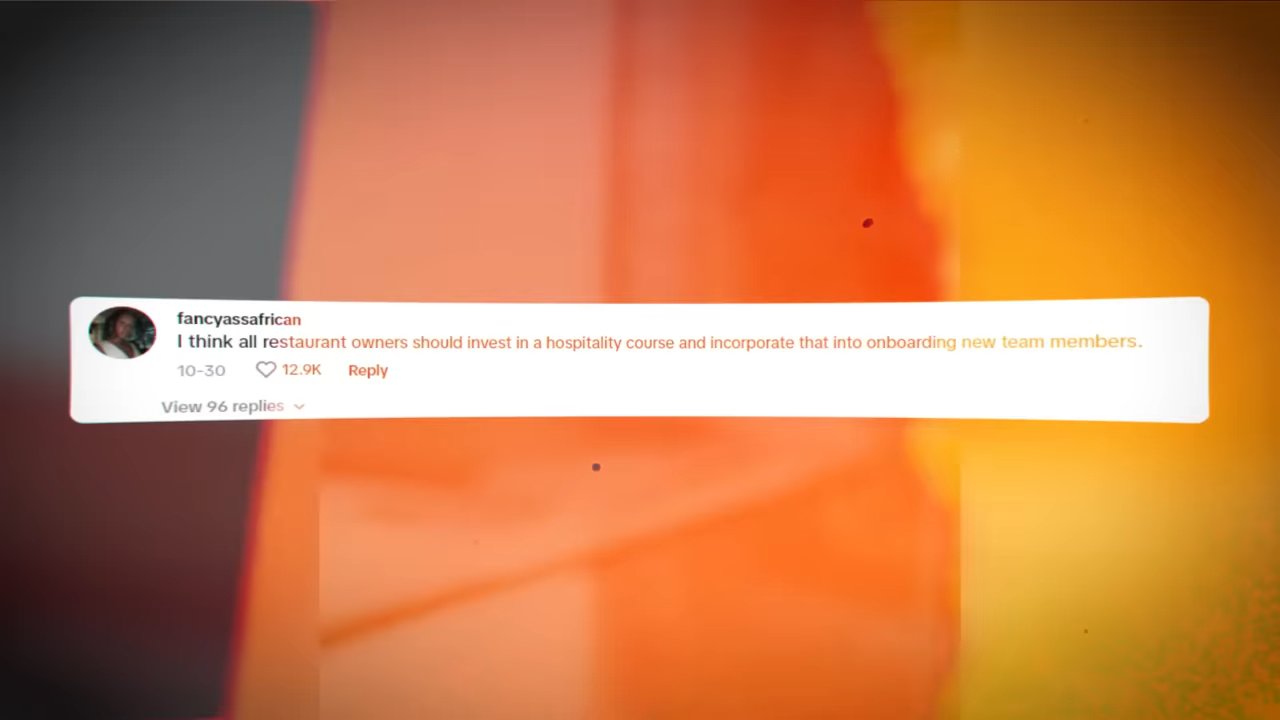 fancyassafrican
I think all restaurant owners should invest in a hospitality course and incorporate that into onboarding new team members.
10-30 12.9K Reply
View 96 replies